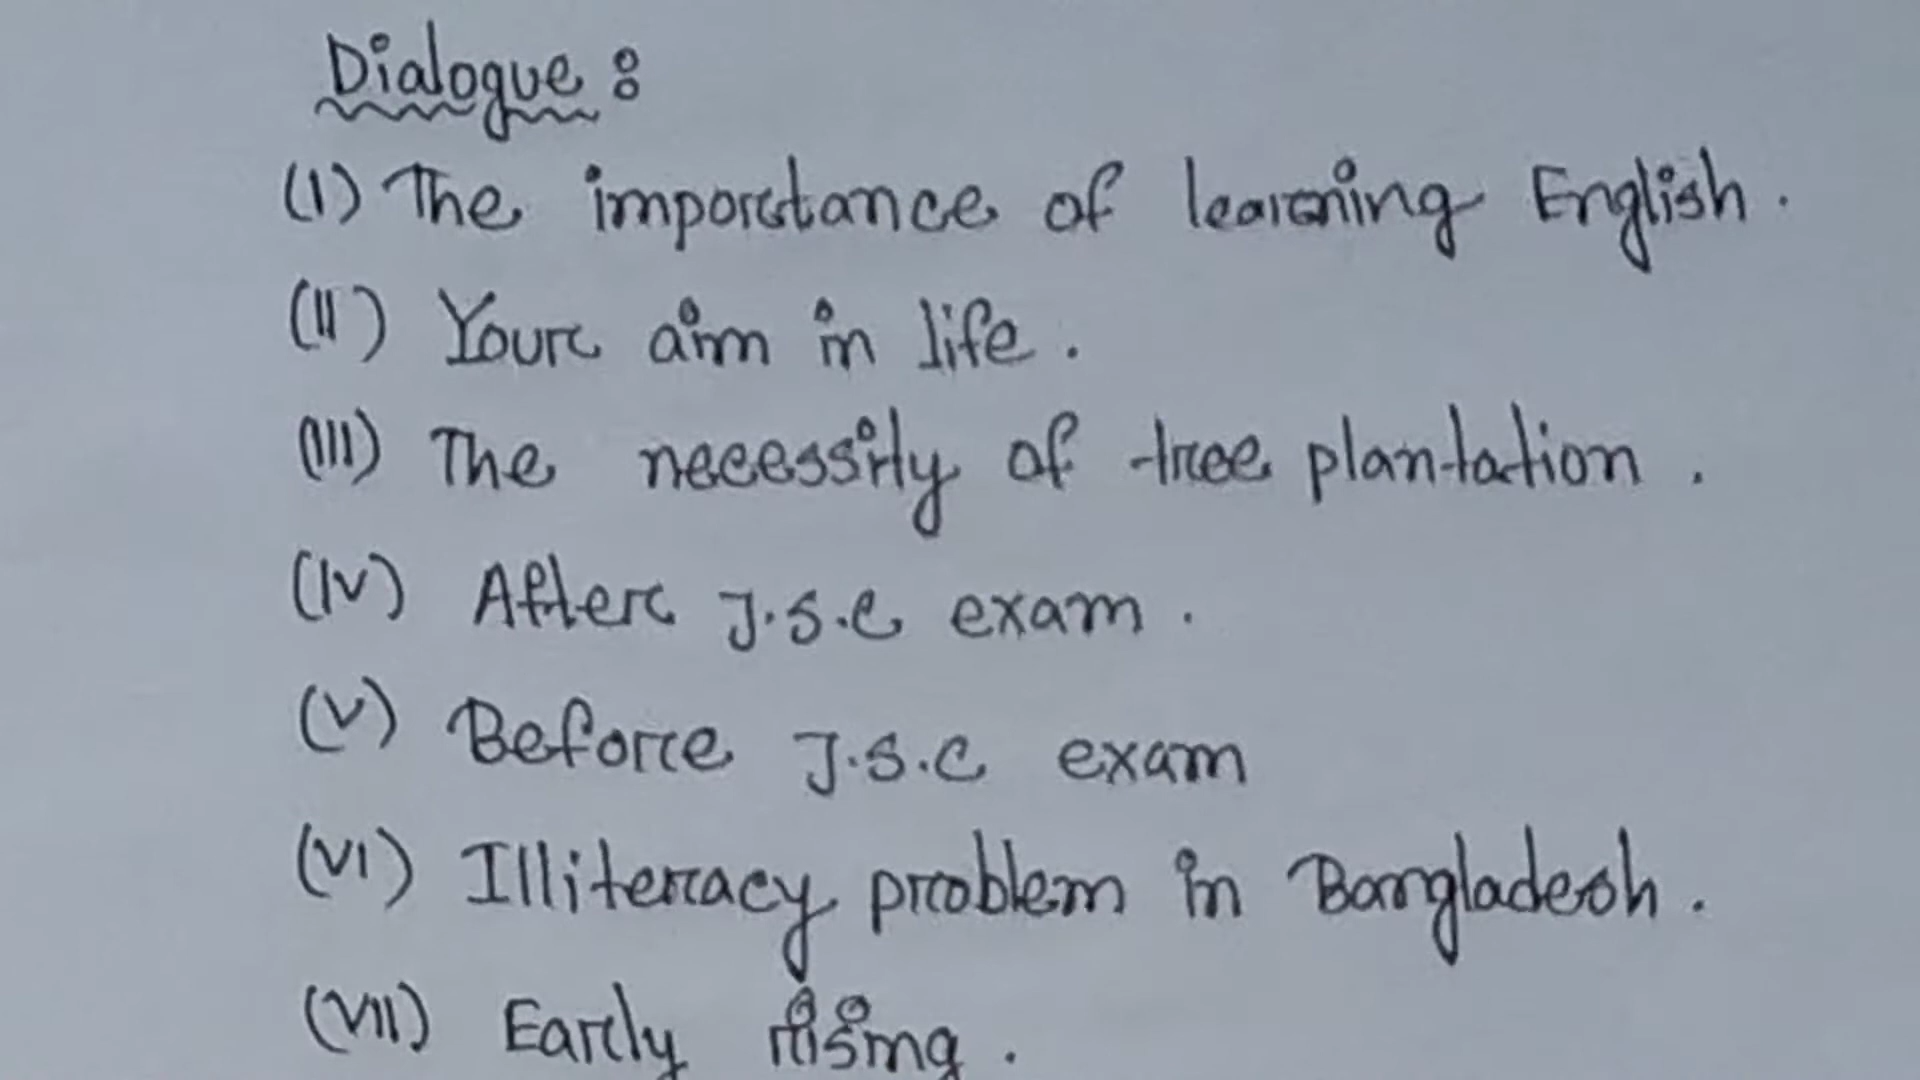 Dialogue :
(I) The importance of learning English.
(II) Your aim in life.
(III) The necessity of tree plantation.
(IV) After J.S.C exam.
(V) Before J.S.C exam
(VI) Illiteracy problem in Bangladesh.
(VII) Early rising.